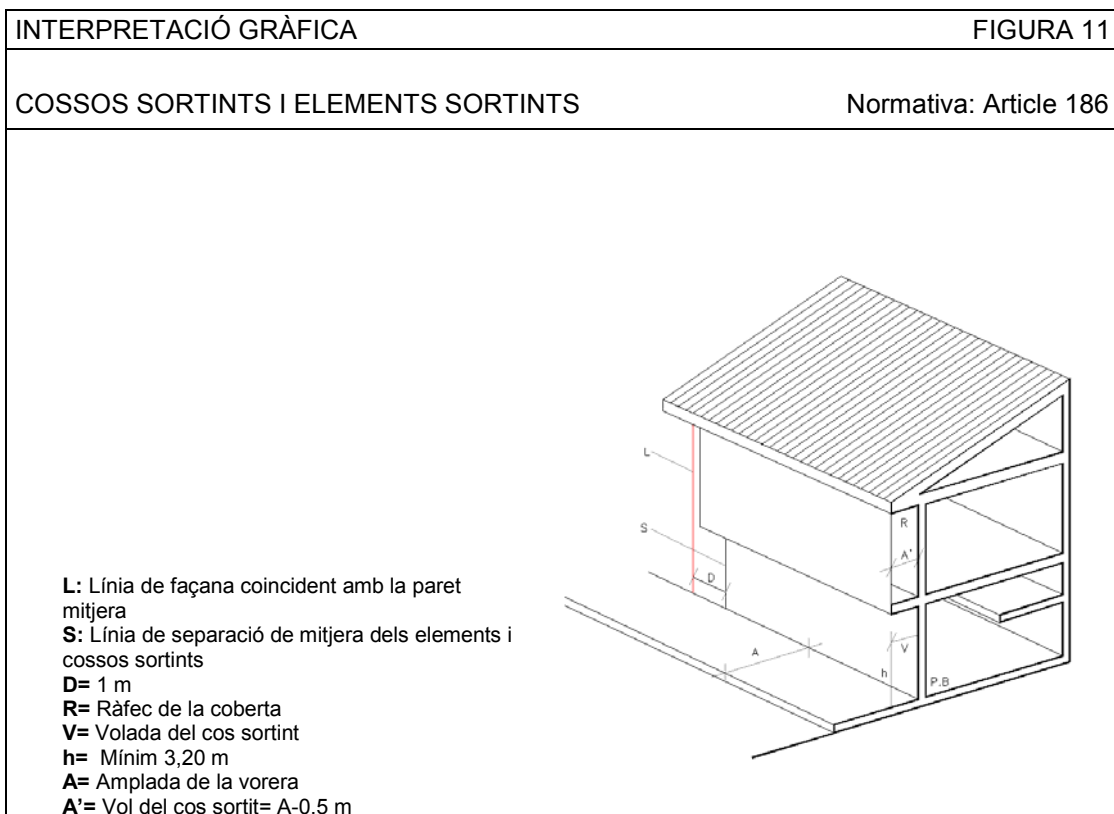 INTERPRETACIÓ GRÀFICA FIGURA 11
COSSOS SORTINTS I ELEMENTS SORTINTS Normativa: Article 186
L
S
D
R
A'
A
V
h
P.B
L: Línia de façana coincident amb la paret
mitjera
S: Línia de separació de mitjera dels elements i
cossos sortints
D= 1 m
R= Ràfec de la coberta
V= Volada del cos sortint
h= Mínim 3,20 m
A= Amplada de la vorera
A'= Vol del cos sortit= A-0,5 m